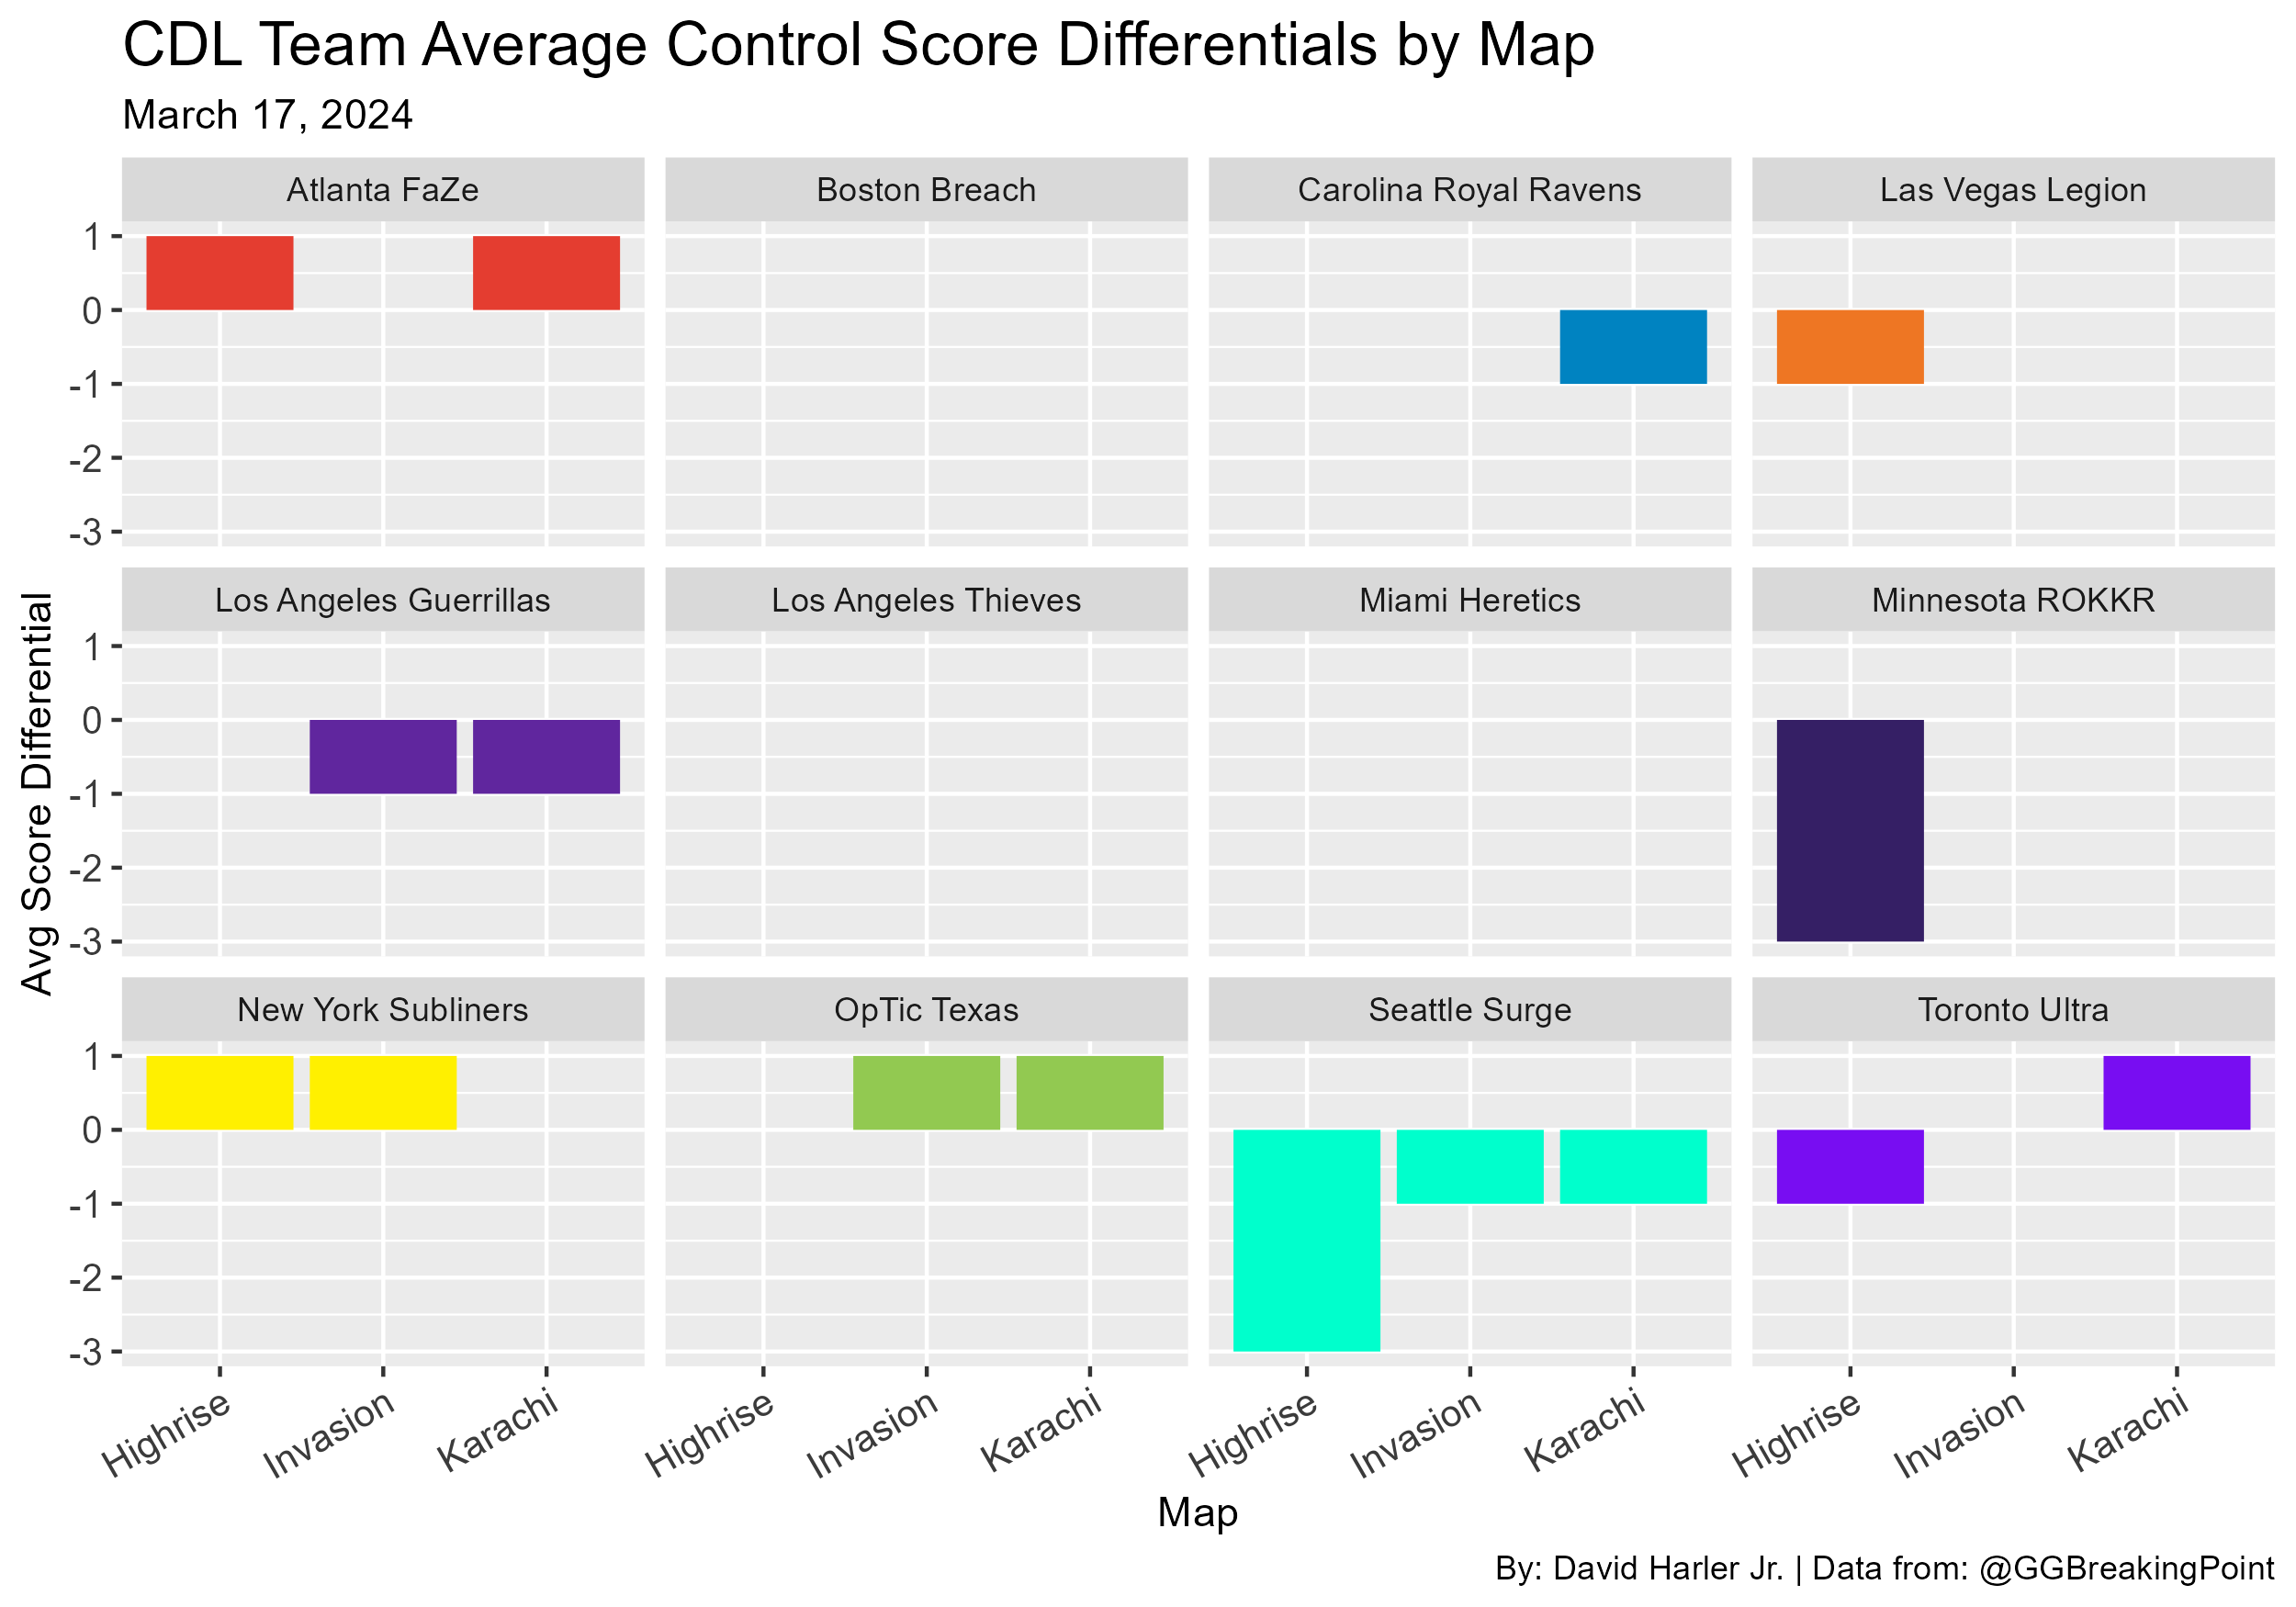 CDL Team Average Control Score Differentials by Map
March 17, 2024
Atlanta FaZe
Boston Breach
Carolina Royal Ravens
Las Vegas Legion
1
0
-1
-2
-3
Los Angeles Guerrillas
Los Angeles Thieves
Miami Heretics
Minnesota ROKKR
1
0
-1
-2
-3
Avg Score Differential
New York Subliners
OpTic Texas
Seattle Surge
Toronto Ultra
1
0
-1
-2
-3
Highrise
Invasion
Karachi
Highrise
Invasion
Karachi
Highrise
Invasion
Karachi
Highrise
Invasion
Karachi
Map
By: David Harler Jr. | Data from: @GGBreakingPoint